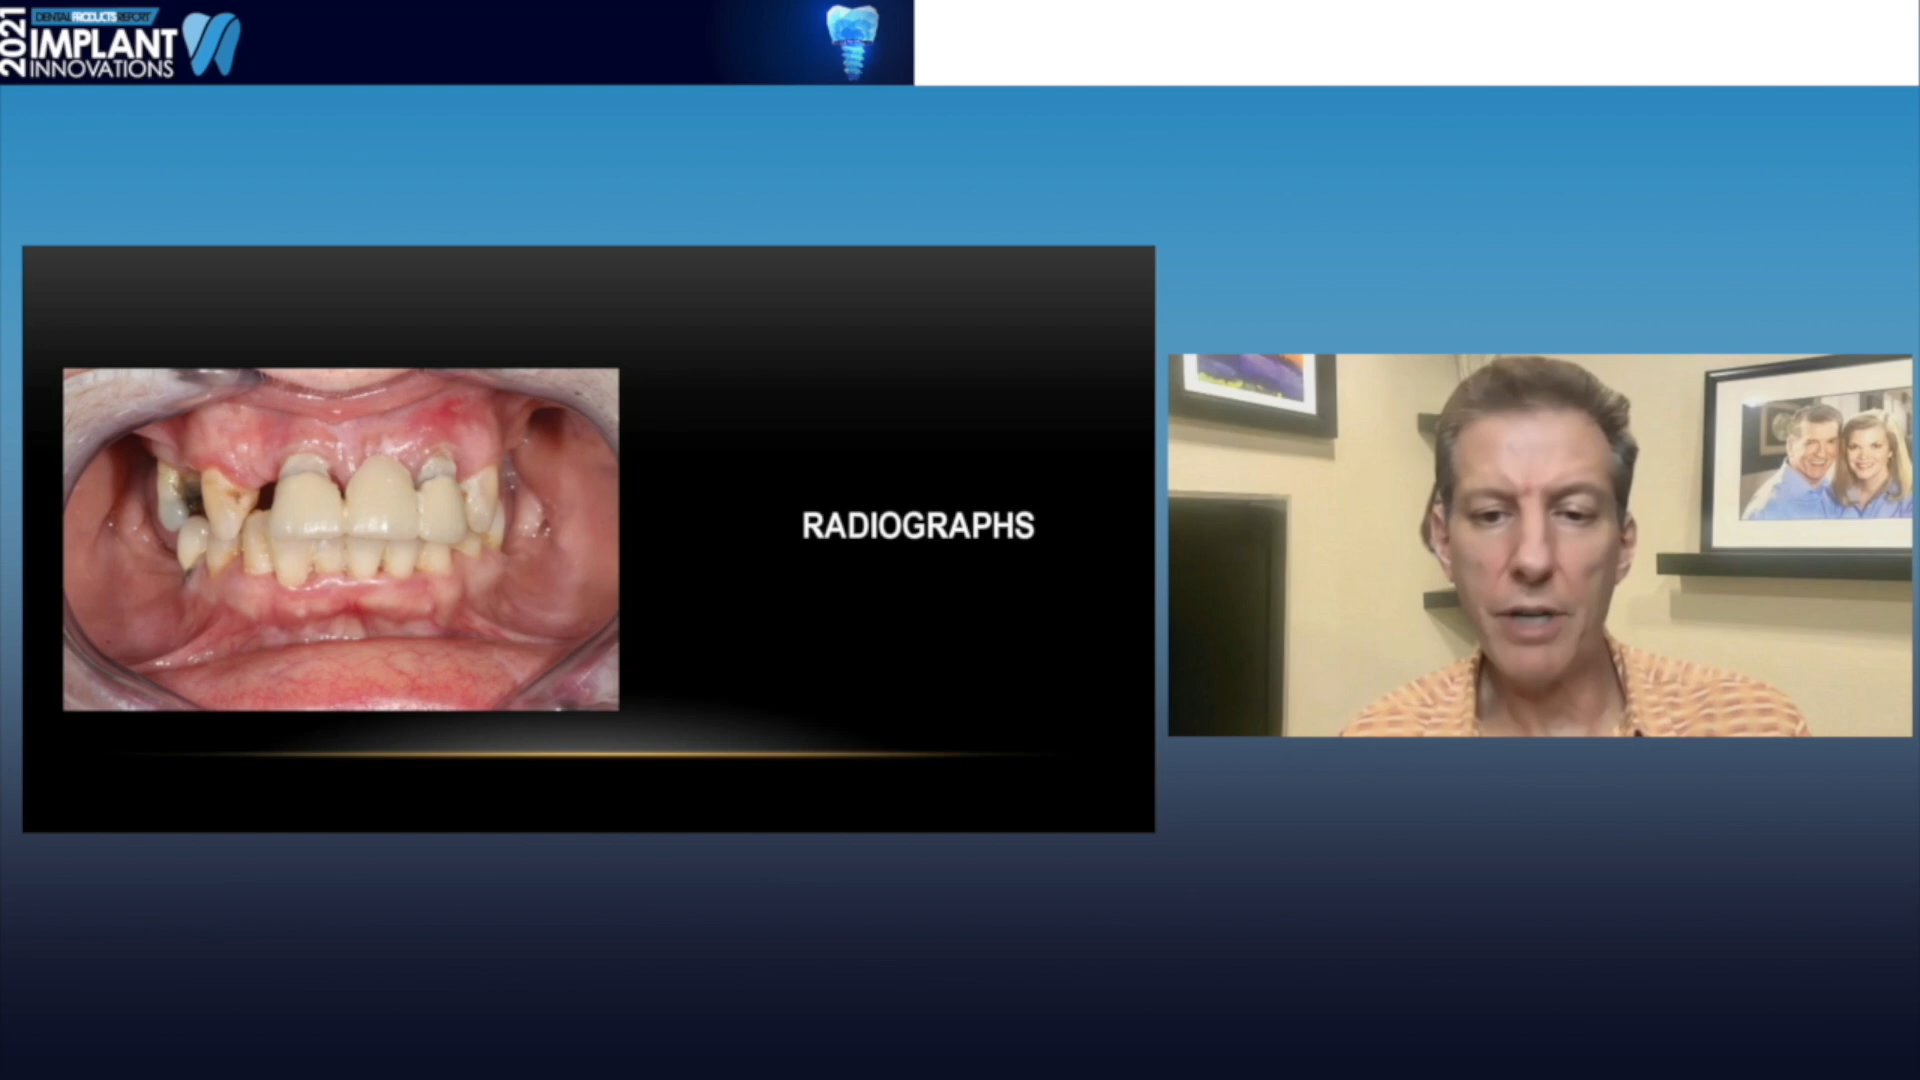 2021
DENTAL PRODUCTS REPORT
IMPLANT
INNOVATIONS
RADIOGRAPHS